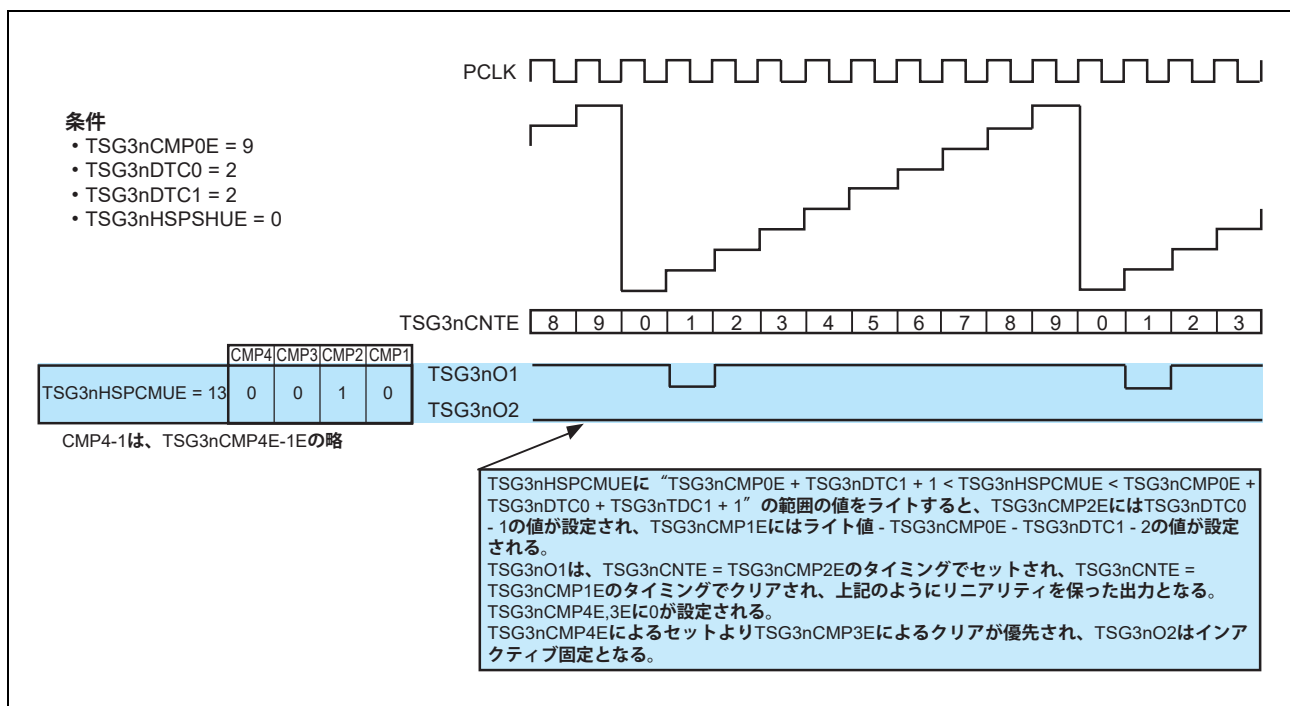 PCLK
条件
・TSG3nCMP0E = 9
・TSG3nDTC0 = 2
・TSG3nDTC1 = 2
・TSG3nHSPSHUE = 0
TSG3nCNTE 8 9 0 1 2 3 4 5 6 7 8 9 0 1 2 3
CMP4 CMP3 CMP2 CMP1
TSG3nHSPCMUE = 13 0 0 1 0
TSG3nO1
TSG3nO2
CMP4-1は、TSG3nCMP4E-1Eの略
TSG3nHSPCMUEに“TSG3nCMP0E + TSG3nDTC1 + 1 < TSG3nHSPCMUE < TSG3nCMP0E +
TSG3nDTC0 + TSG3nTDC1 + 1”の範囲の値をライトすると、TSG3nCMP2EにはTSG3nDTC0
- 1の値が設定され、TSG3nCMP1Eにはライト値 - TSG3nCMP0E - TSG3nDTC1 - 2の値が設定
される。
TSG3nO1は、TSG3nCNTE = TSG3nCMP2Eのタイミングでセットされ、TSG3nCNTE =
TSG3nCMP1Eのタイミングでクリアされ、上記のようにリニアリティを保った出力となる。
TSG3nCMP4E,3Eに0が設定される。
TSG3nCMP4EによるセットよりTSG3nCMP3Eによるクリアが優先され、TSG3nO2はインア
クティブ固定となる。